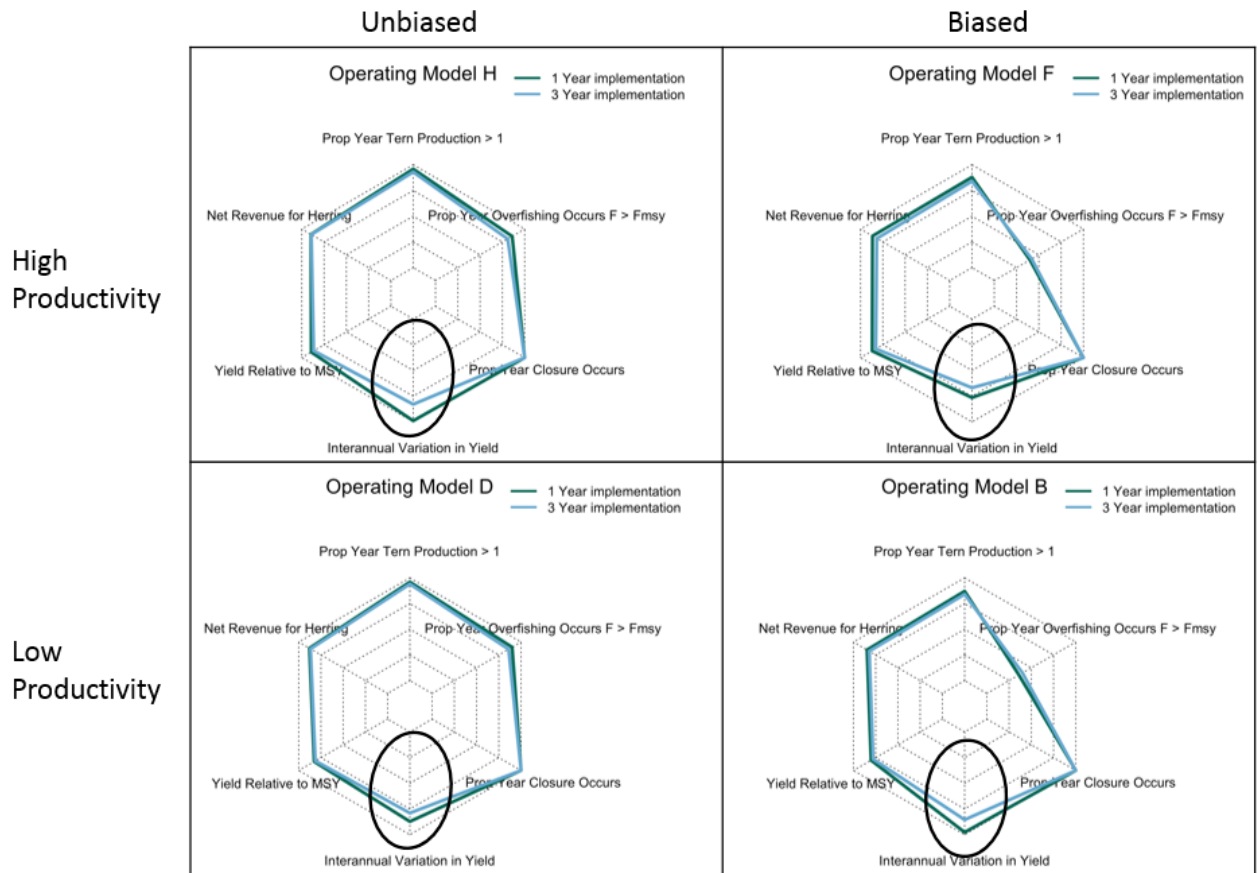 Unbiased
Biased
High
Productivity
Operating Model H
1 Year implementation
3 Year implementation
Prop Year Tern Production > 1
Net Revenue for Herring
Prop Year Overfishing Occurs F > Fmsy
Yield Relative to MSY
Prop Year Closure Occurs
Interannual Variation in Yield
Operating Model F
1 Year implementation
3 Year implementation
Prop Year Tern Production > 1
Net Revenue for Herring
Prop Year Overfishing Occurs F > Fmsy
Yield Relative to MSY
Prop Year Closure Occurs
Interannual Variation in Yield
Low
Productivity
Operating Model D
1 Year implementation
3 Year implementation
Prop Year Tern Production > 1
Net Revenue for Herring
Prop Year Overfishing Occurs F > Fmsy
Yield Relative to MSY
Prop Year Closure Occurs
Interannual Variation in Yield
Operating Model B
1 Year implementation
3 Year implementation
Prop Year Tern Production > 1
Net Revenue for Herring
Prop Year Overfishing Occurs F > Fmsy
Yield Relative to MSY
Prop Year Closure Occurs
Interannual Variation in Yield